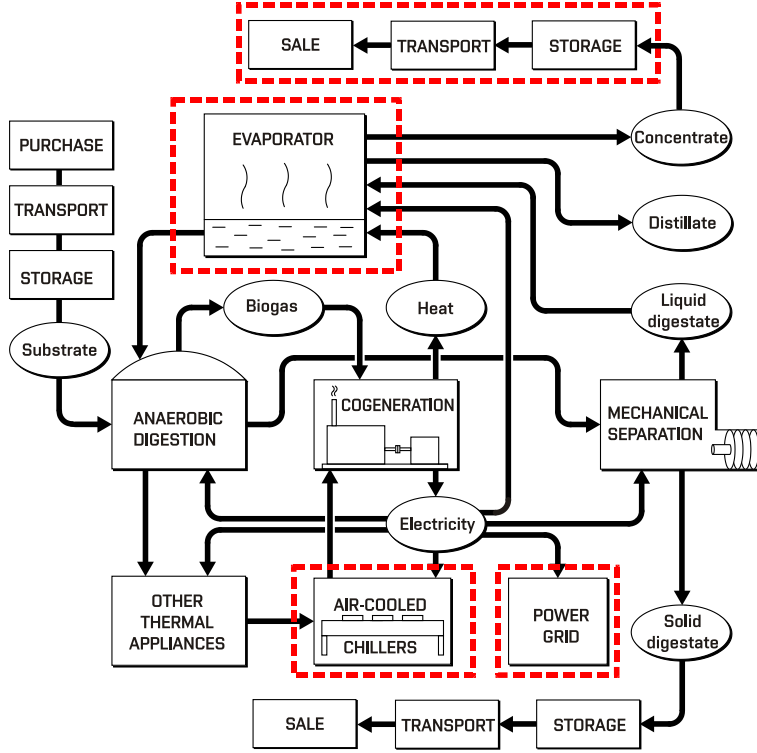 SALE
TRANSPORT
STORAGE
EVAPORATOR
Concentrate
PURCHASE
TRANSPORT
Distillate
STORAGE
Biogas
Heat
Liquid
digestate
Substrate
ANAEROBIC
DIGESTION
COGENERATION
MECHANICAL
SEPARATION
Electricity
OTHER
THERMAL
APPLIANCES
AIR-COOLED
CHILLERS
POWER
GRID
Solid
digestate
SALE
TRANSPORT
STORAGE